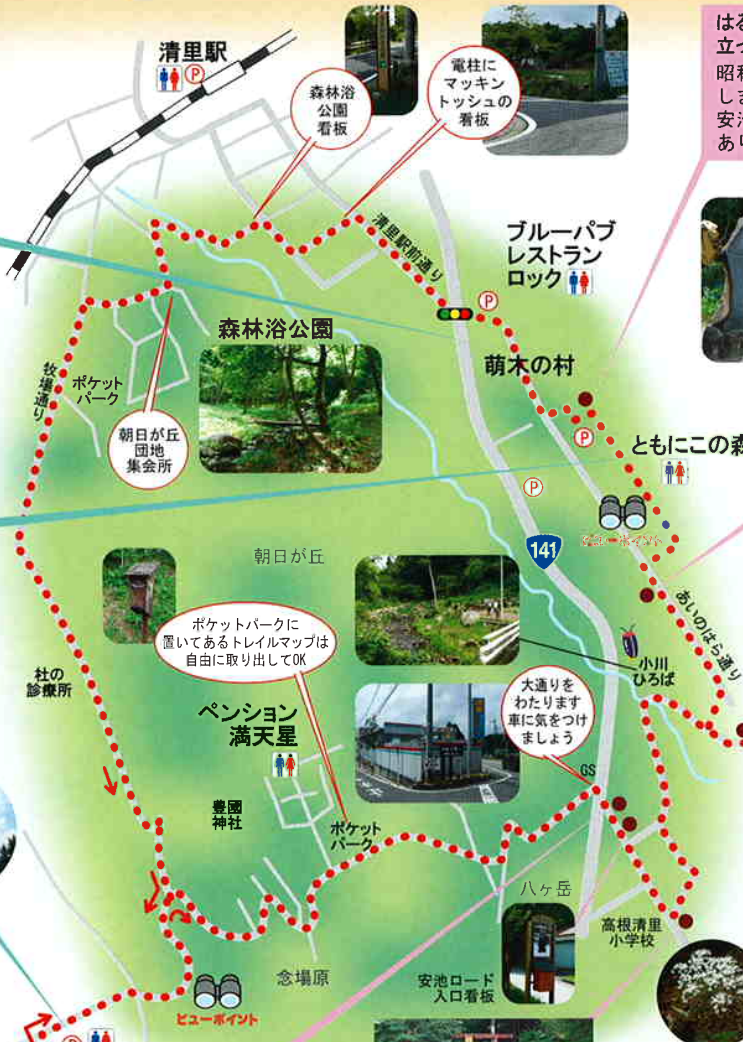 清里駅
P
森林浴
公園
看板
電柱に
マッキン
トッシュの
看板
清里駅前通り
ブルーパブ
レストラン
ロック
P
萌木の村
P
ともにこの森
P
141
森林浴公園
牧場通り
ポケット
パーク
朝日が丘
団地
集会所
朝日が丘
ポケットパークに
置いてあるトレイルマップは
自由に取り出してOK
あいのはら通り
小川
ひろば
大通りを
わたります
車に気をつけ
ましょう
GS
杜の
診療所
ペンション
満天星
豊國
神社
ポケット
パーク
八ヶ岳
高根清里
小学校
安池ロード
入口看板
念場原
ビューポイント
P
立つ